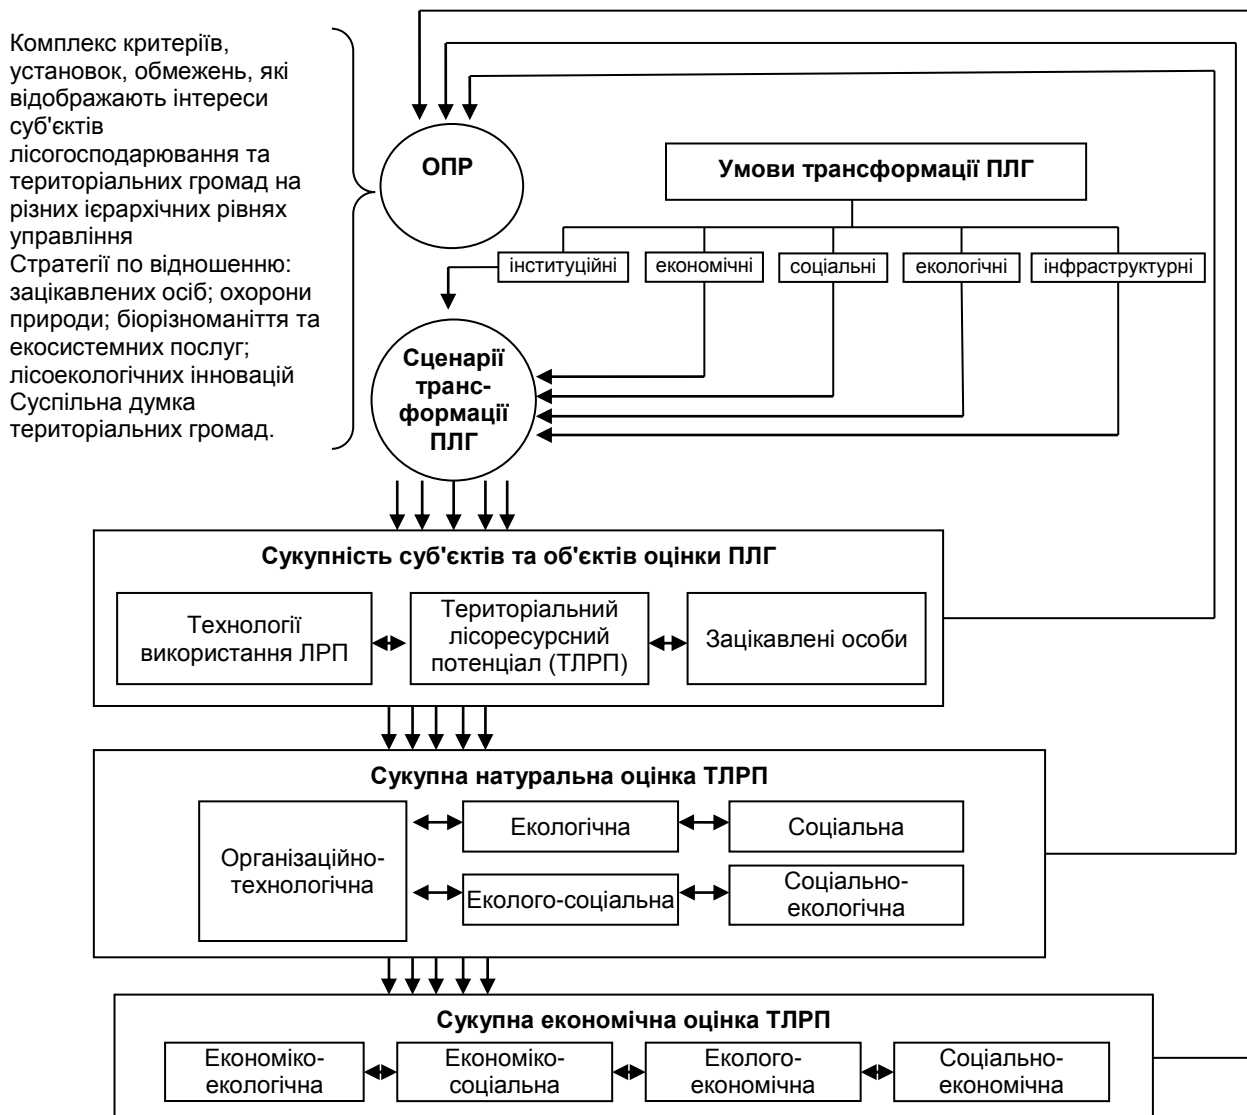 Комплекс критеріїв,
установок, обмежень, які
відображають інтереси
суб'єктів
лісогосподарювання та
територіальних громад на
різних ієрархічних рівнях
управління
Стратегії по відношенню:
зацікавлених осіб; охорони
природи; біорізноманіття та
екосистемних послуг;
лісоекологічних інновацій
Суспільна думка
територіальних громад.
ОПР
Умови трансформації ПЛГ
інституційні
економічні
соціальні
екологічні
інфраструктурні
Сценарії
транс-
формації
ПЛГ
Сукупність суб'єктів та об'єктів оцінки ПЛГ
Технології
використання ЛРП
Територіальний
лісоресурсний
потенціал (ТЛРП)
Зацікавлені особи
Сукупна натуральна оцінка ТЛРП
Організаційно-
технологічна
Екологічна
Соціальна
Еколого-соціальна
Соціально-
екологічна
Сукупна економічна оцінка ТЛРП
Економіко-
екологічна
Економіко-
соціальна
Еколого-
економічна
Соціально-
економічна